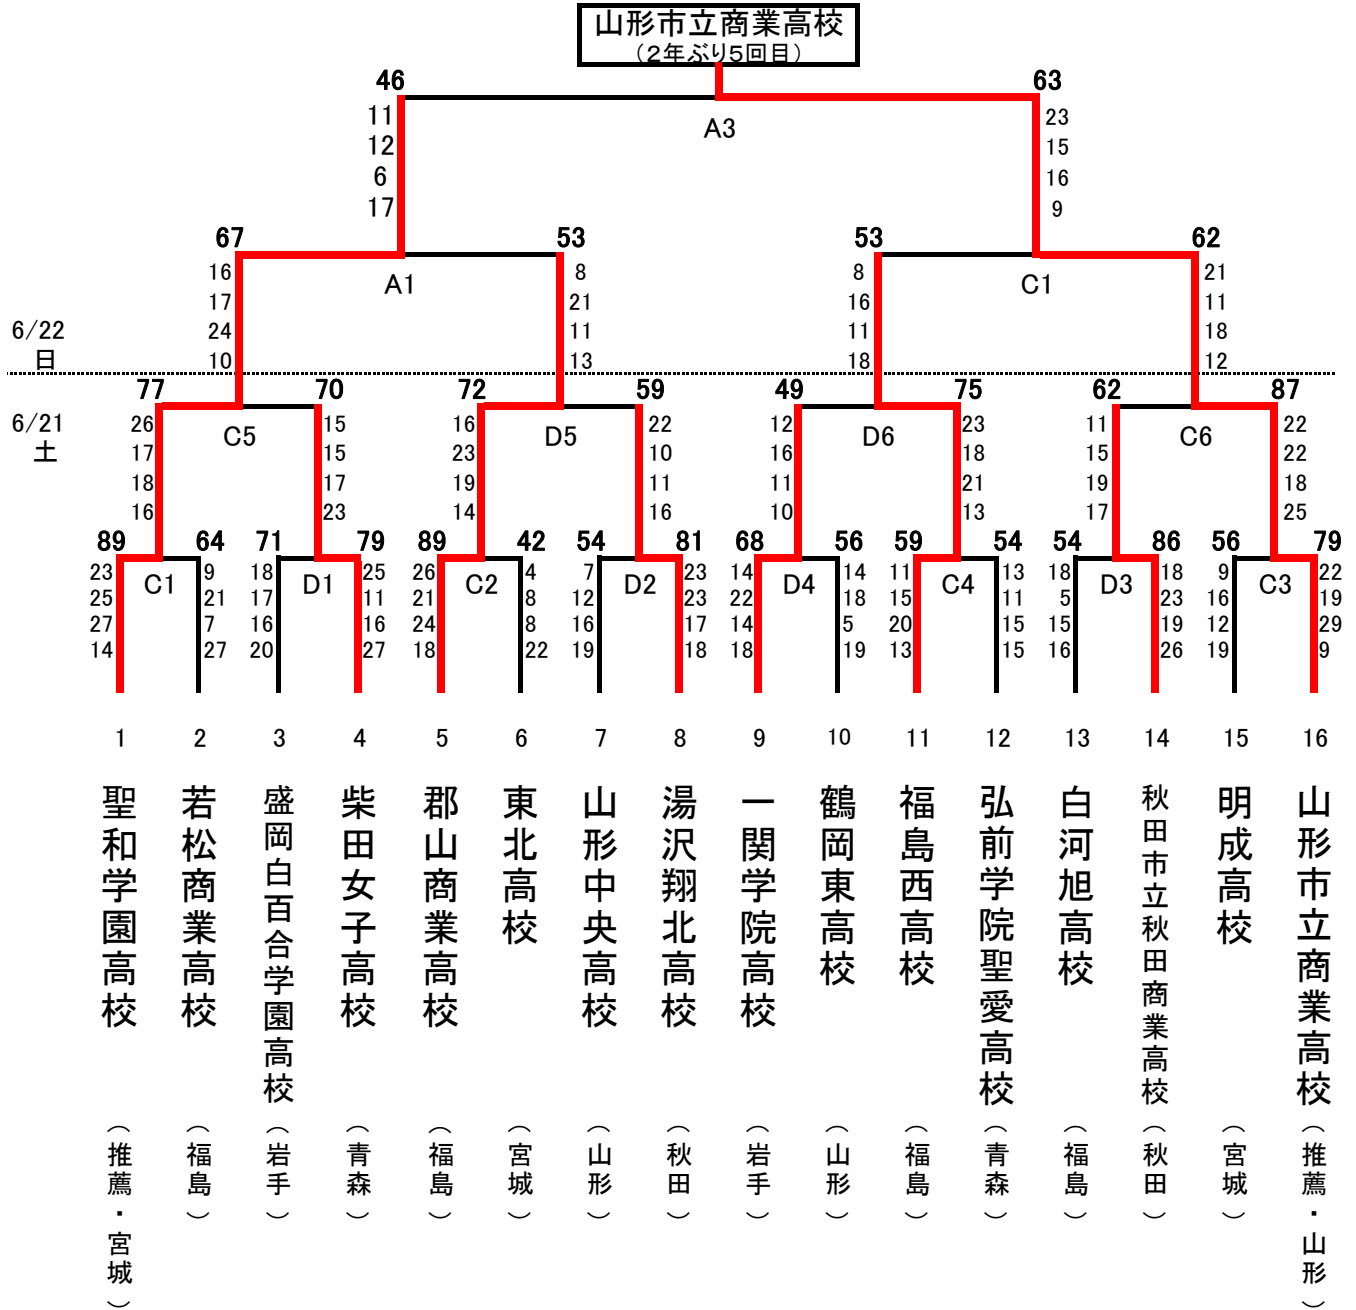 山形市立商業高校
（２年ぶり５回目）
46 63
11 23
A3
12 15
6 16
17 9
67 53 53 62
16 8 8 21
A1 C1
17 21 16 11
6/22 24 11 11 18
日 10 13 18 12
77 70 72 59 49 75 62 87
6/21 26 15 16 22 12 23 11 22
C5 D5 D6 C6
土 17 15 23 10 16 18 15 22
18 17 19 11 11 21 19 18
16 23 14 16 10 13 17 25
89 64 71 79 89 42 54 81 68 56 59 54 54 86 56 79
23 9 18 25 26 4 7 23 14 14 11 13 18 18 9 22
C1 D1 C2 D2 D4 C4 D3 C3
25 21 17 11 21 8 12 23 22 18 15 11 5 23 16 19
27 7 16 16 24 8 16 17 14 5 20 15 15 19 12 29
14 27 20 27 18 22 19 18 18 19 13 15 16 26 19 9
1 2 3 4 5 6 7 8 9 10 11 12 13 14 15 16
聖和学園高校
若松商業高校
盛岡白百合学園高校
柴田女子高校
郡山商業高校
東北高校
山形中央高校
湯沢翔北高校
一関学院高校
鶴岡東高校
福島西高校
弘前学院聖愛高校
白河旭高校
秋田市立秋田商業高校
明成高校
山形市立商業高校
（推薦・宮城）
（福島）
（岩手）
（青森）
（福島）
（宮城）
（山形）
（秋田）
（岩手）
（山形）
（福島）
（青森）
（福島）
（秋田）
（宮城）
（推薦・山形）